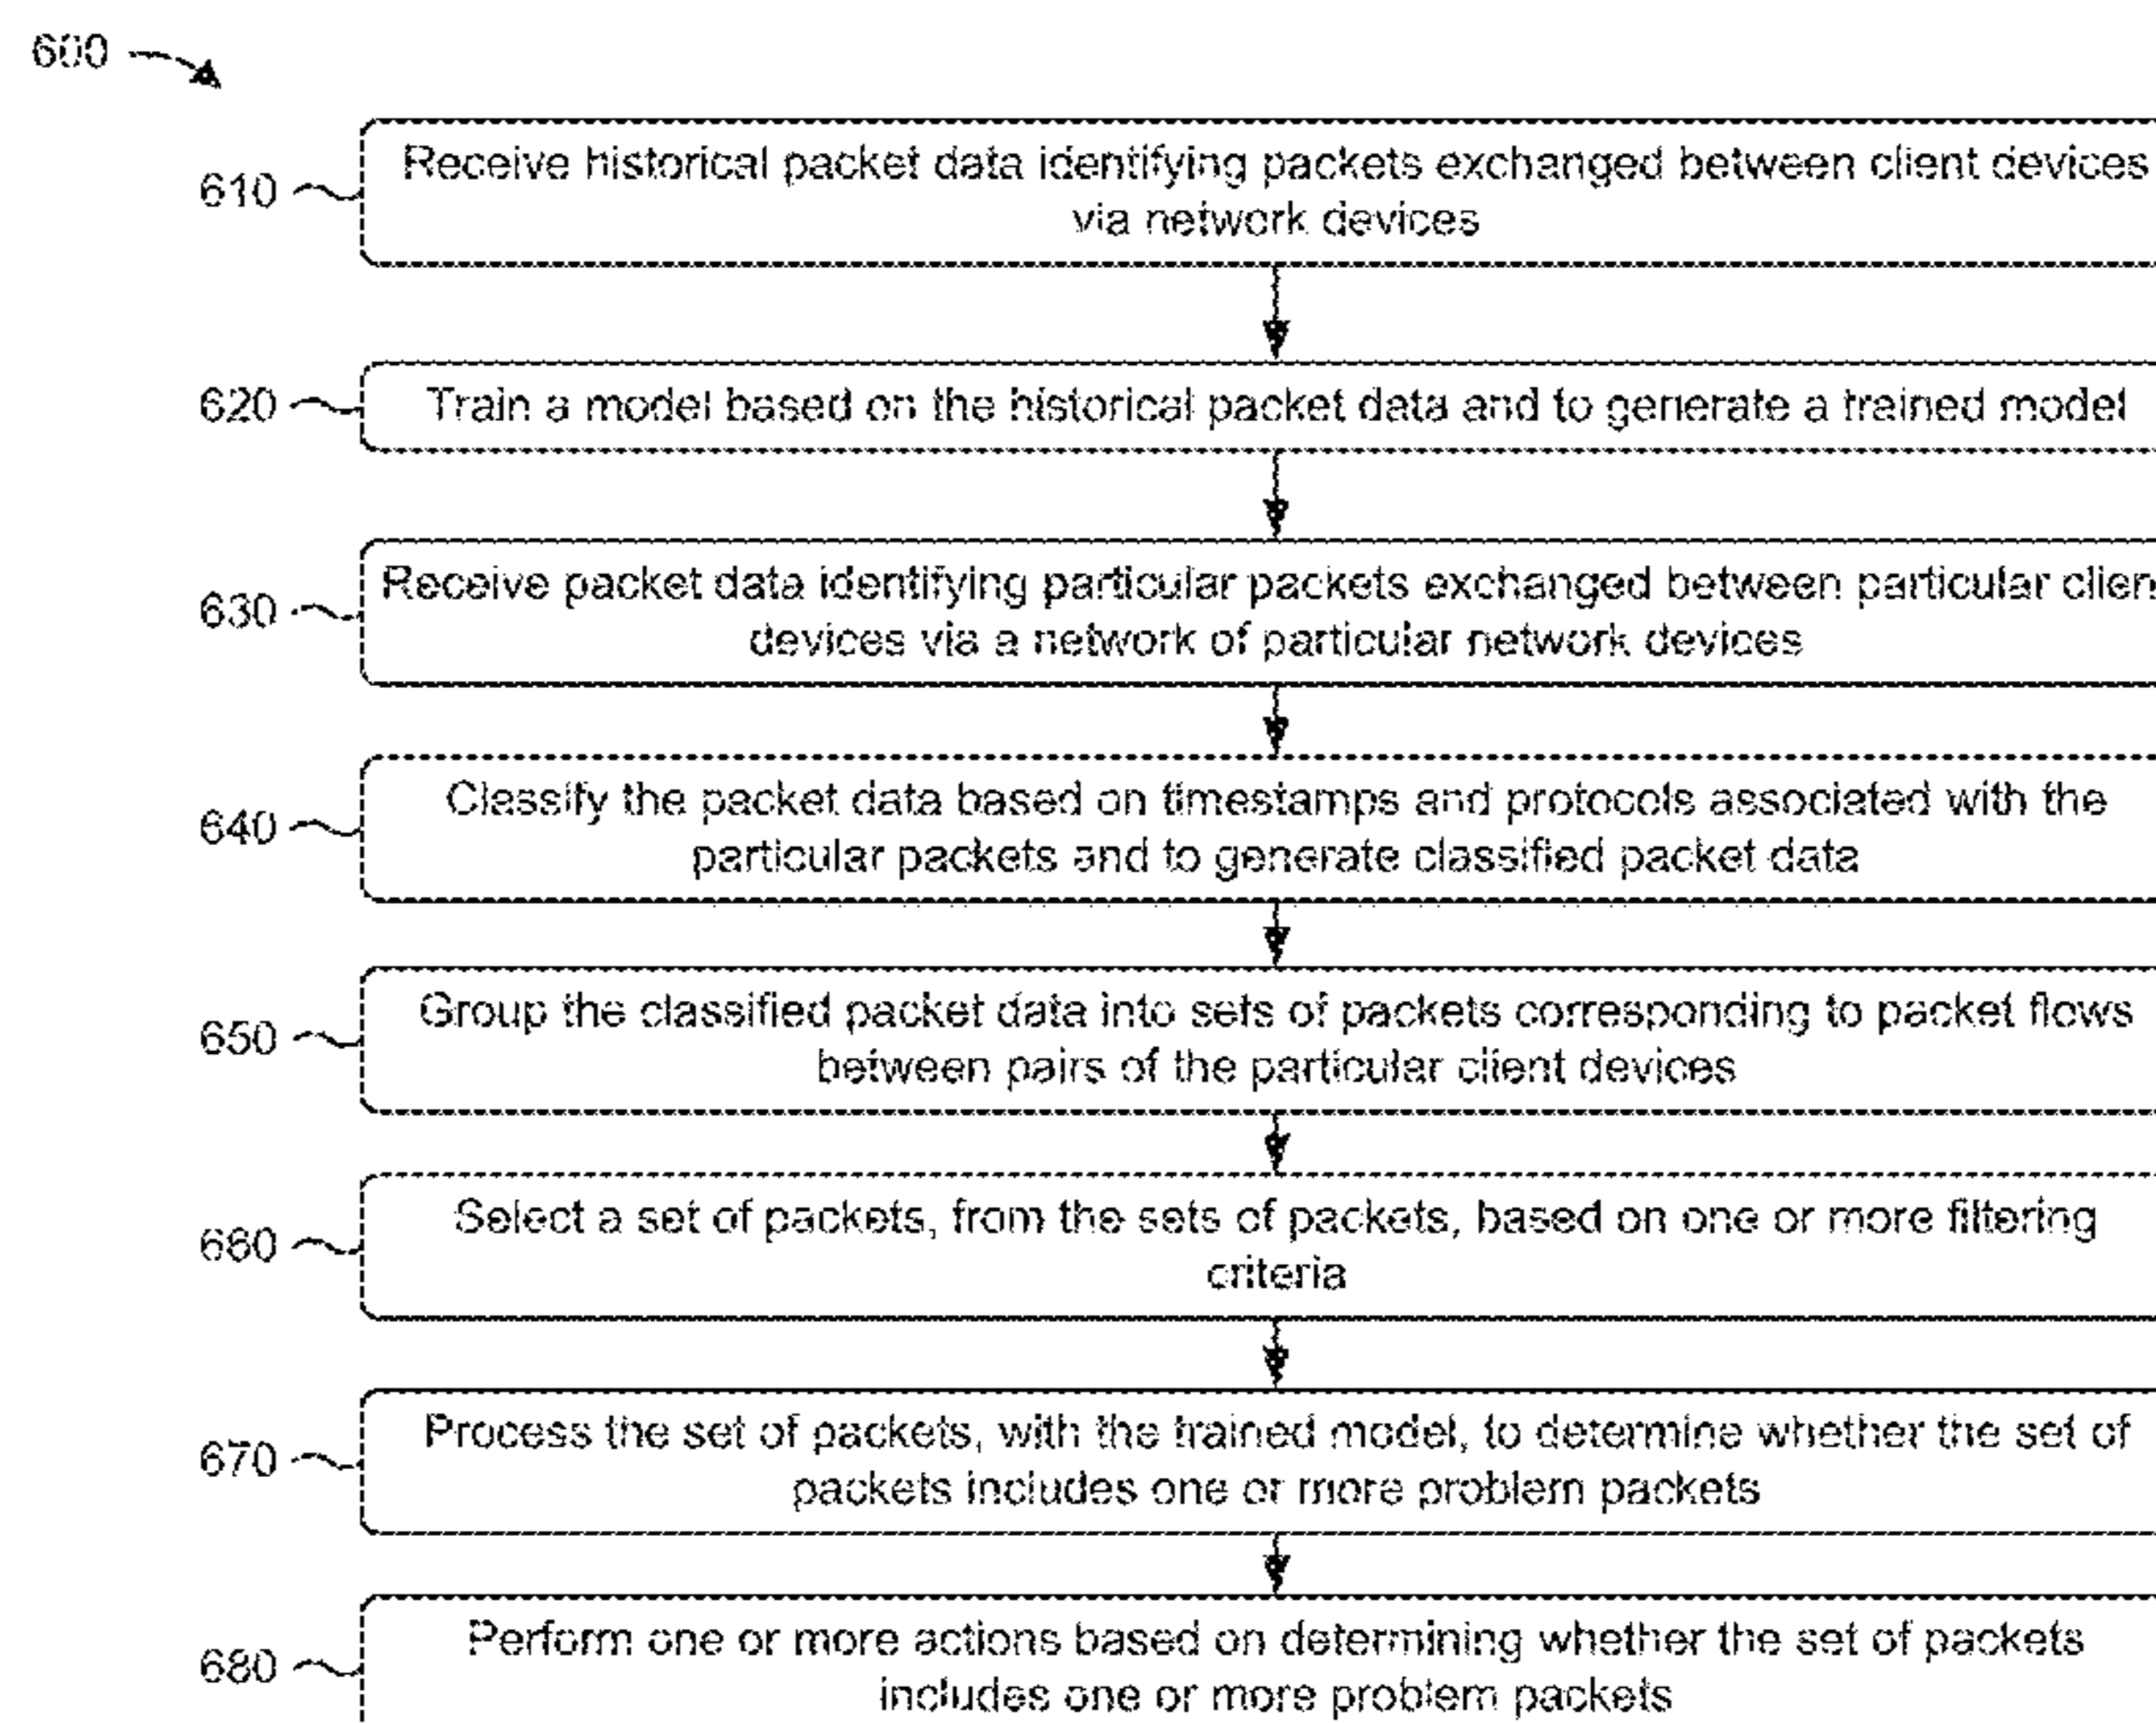 600
610
Receive historical packet data identifying packets exchanged between client devices
via network devices
620
Train a model based on the historical packet data and to generate a trained model
630
Receive packet data identifying particular packets exchanged between particular clien
devices via a network of particular network devices
640
Classify the packet data based on timestamps and protocols associated with the
particular packets and to generate classified packet data
650
Group the classified packet data into sets of packets corresponding to packet flows
between pairs of the particular client devices
660
Select a set of packets, from the sets of packets, based on one or more filtering
criteria
670
Process the set of packets, with the trained model, to determine whether the set of
packets includes one or more problem packets
680
Perform one or more actions based on determining whether the set of packets
includes one or more problem packets